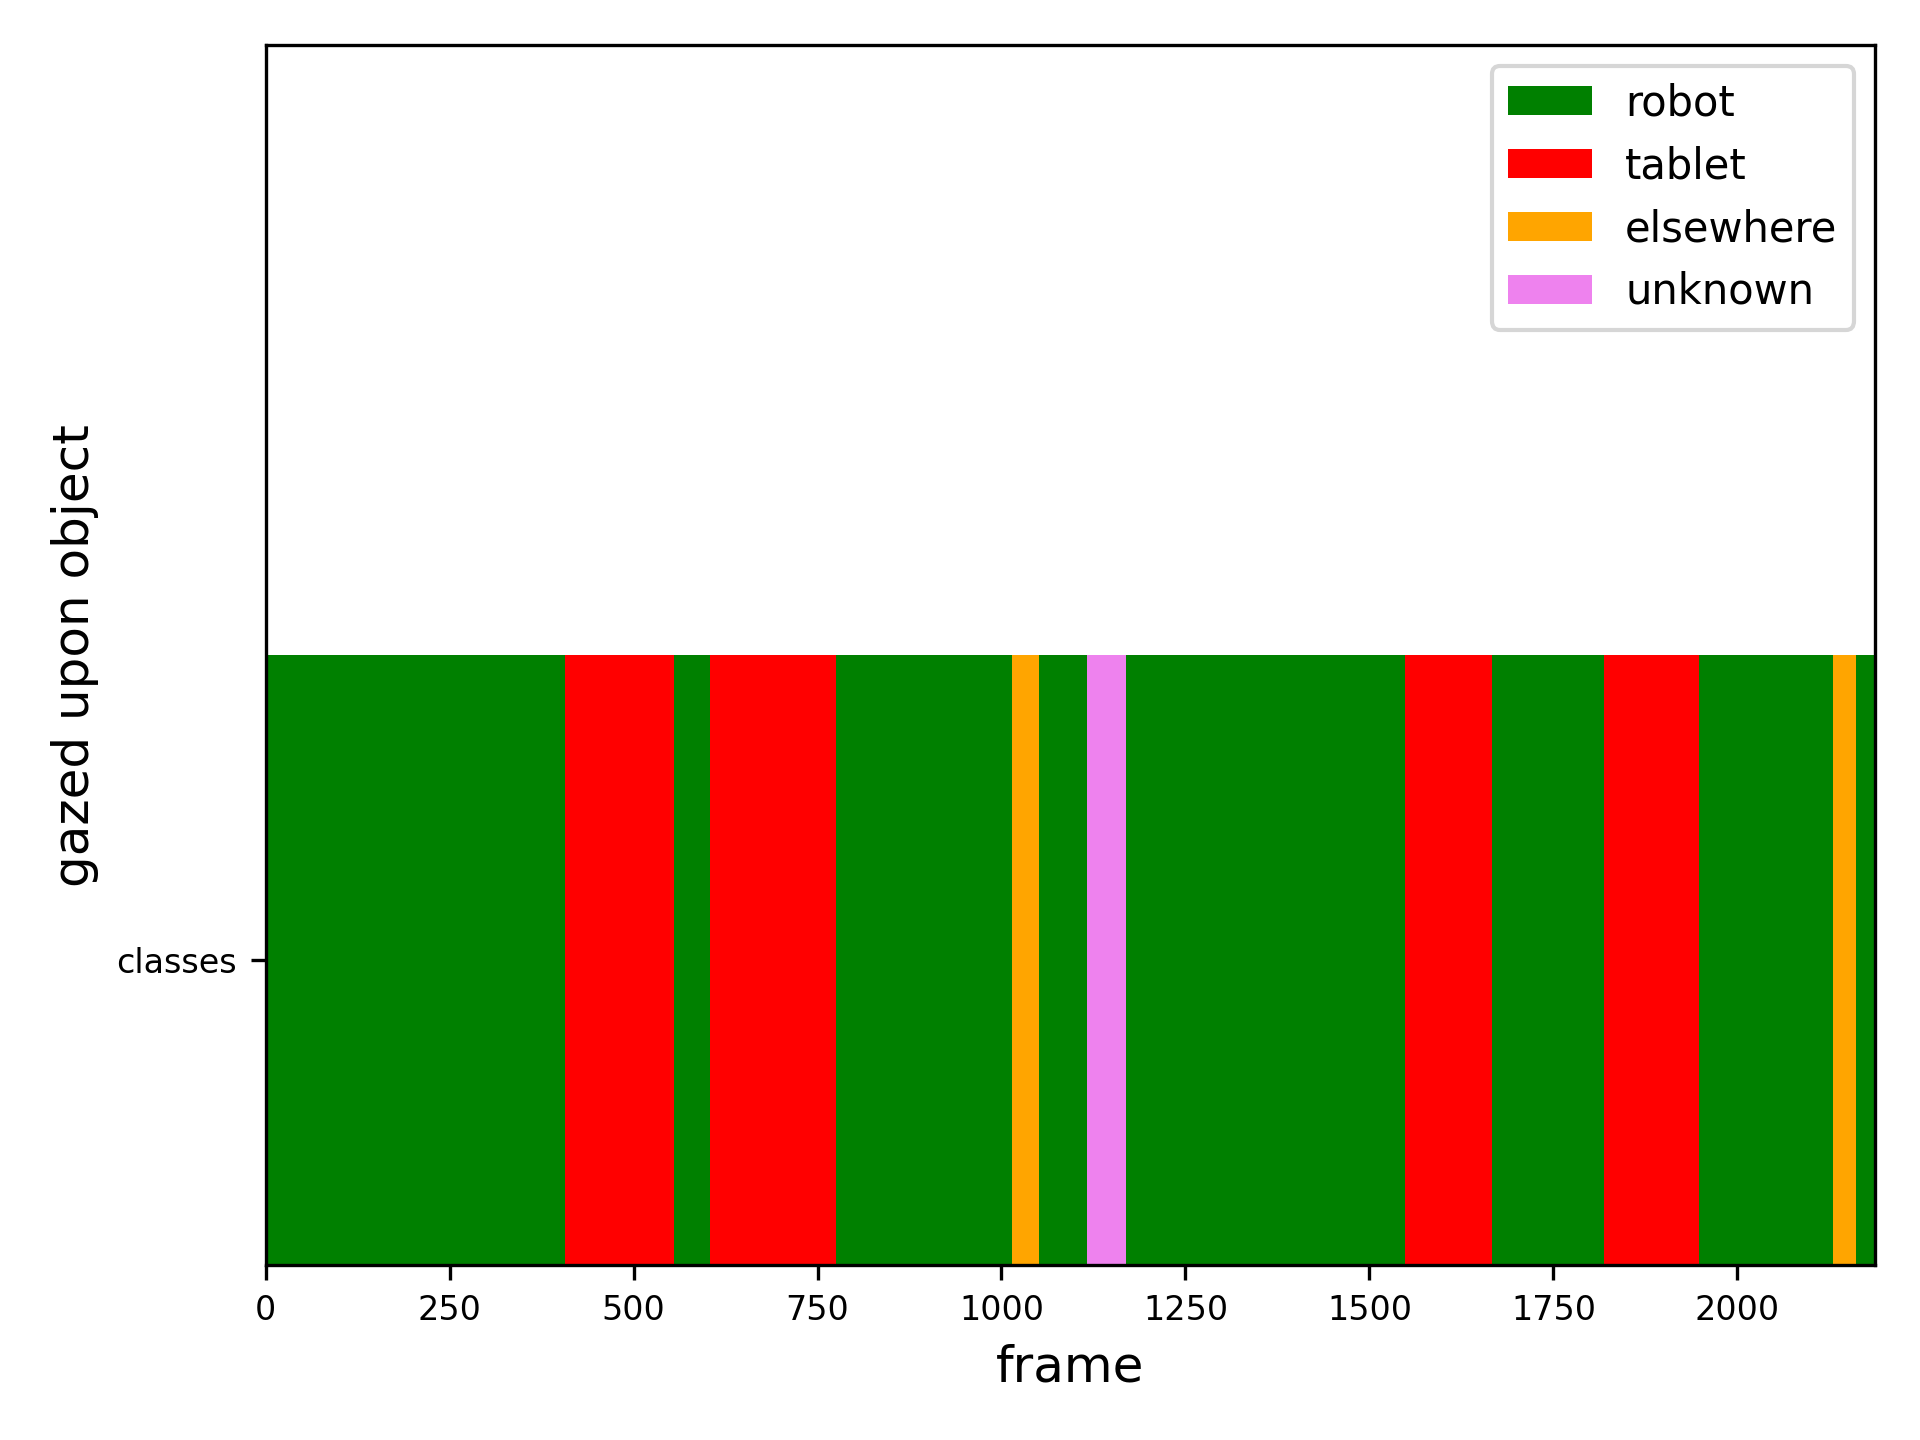 robot
tablet
elsewhere
unknown
gazed upon object
classes
0 250 500 750 1000 1250 1500 1750 2000
frame